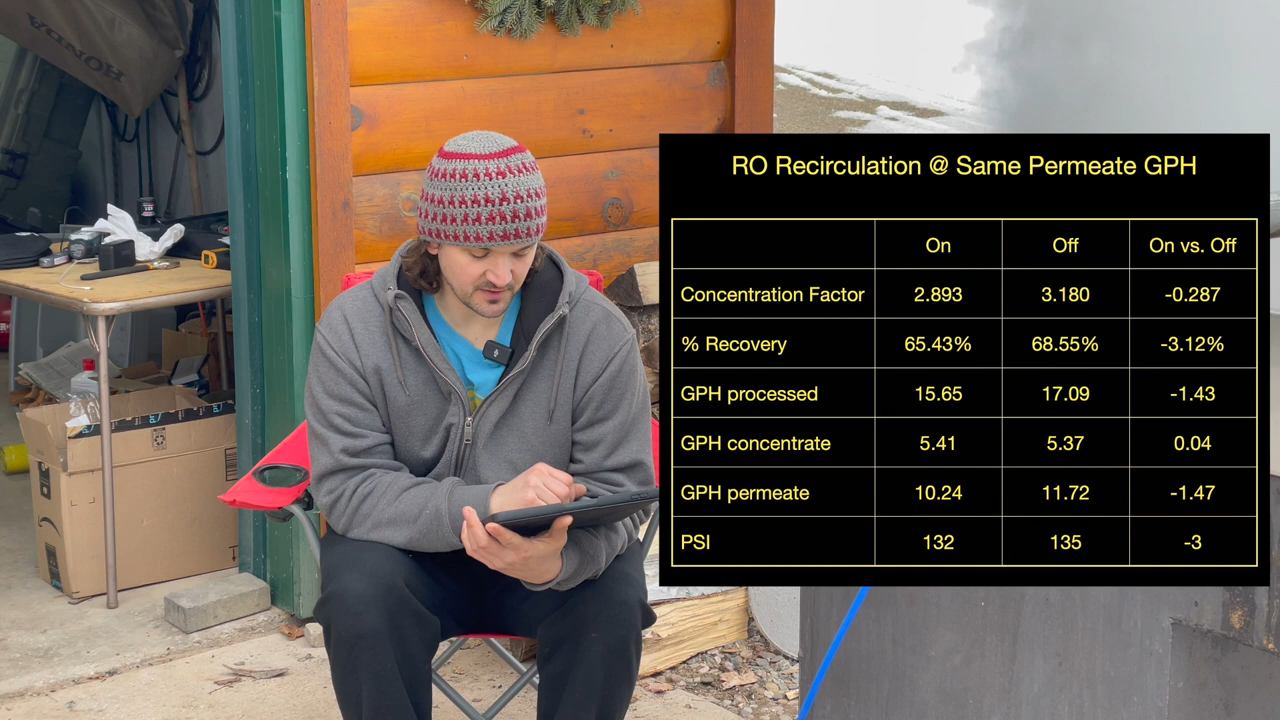 HONDA
RO Recirculation @ Same Permeate GPH
On Off On vs. Off
Concentration Factor 2.893 3.180 -0.287
% Recovery 65.43% 68.55% -3.12%
GPH processed 15.65 17.09 -1.43
GPH concentrate 5.41 5.37 0.04
GPH permeate 10.24 11.72 -1.47
PSI 132 135 -3